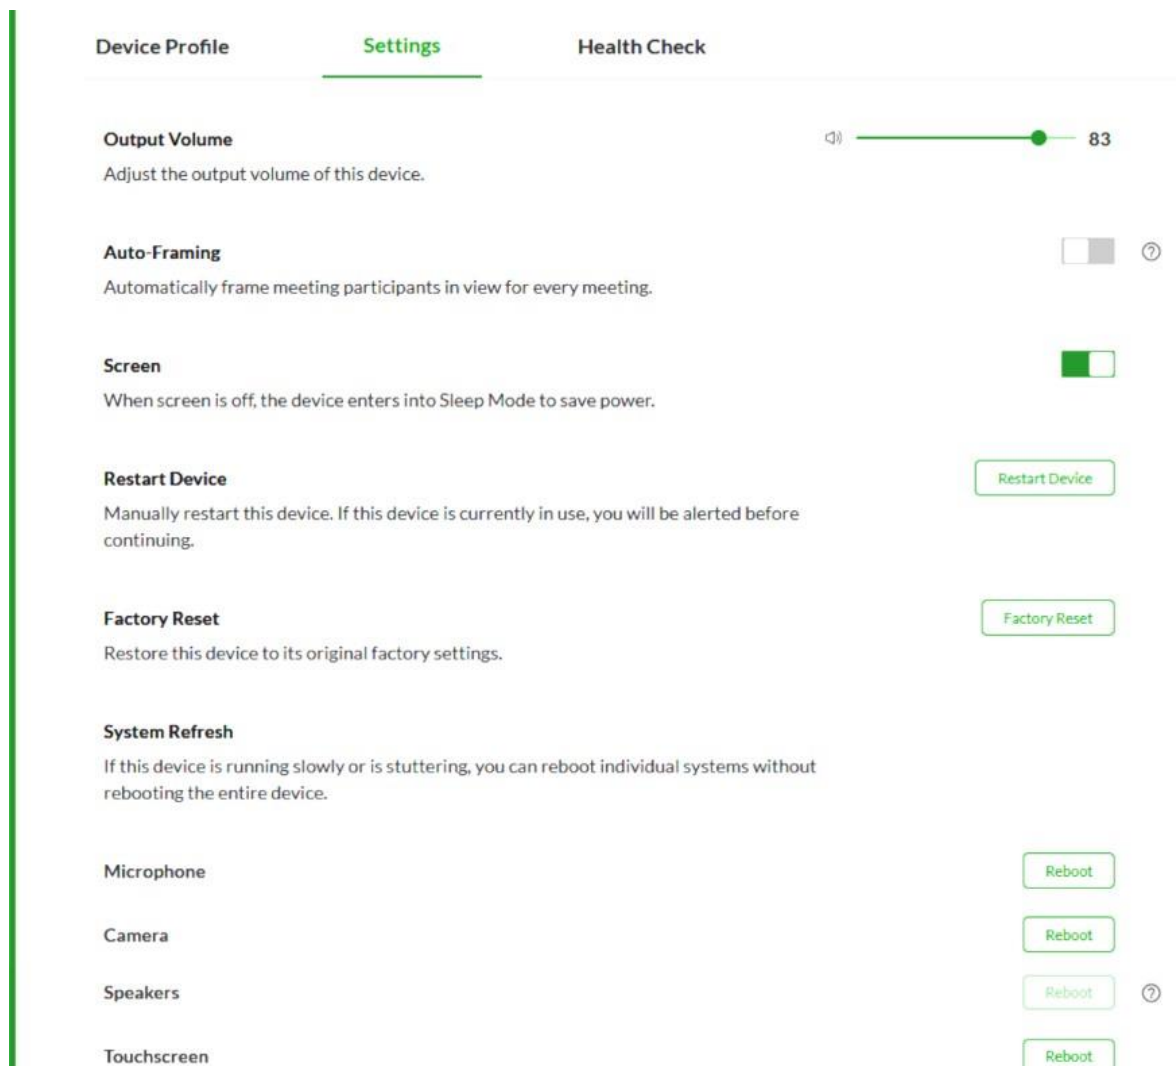 Device Profile Settings Health Check
Output Volume 83
Adjust the output volume of this device.
Auto-Framing ?
Automatically frame meeting participants in view for every meeting.
Screen
When screen is off, the device enters into Sleep Mode to save power.
Restart Device Restart Device
Manually restart this device. If this device is currently in use, you will be alerted before
continuing.
Factory Reset Factory Reset
Restore this device to its original factory settings.
System Refresh
If this device is running slowly or is stuttering, you can reboot individual systems without
rebooting the entire device.
Microphone Reboot
Camera Reboot
Speakers Reboot ?
Touchscreen Reboot